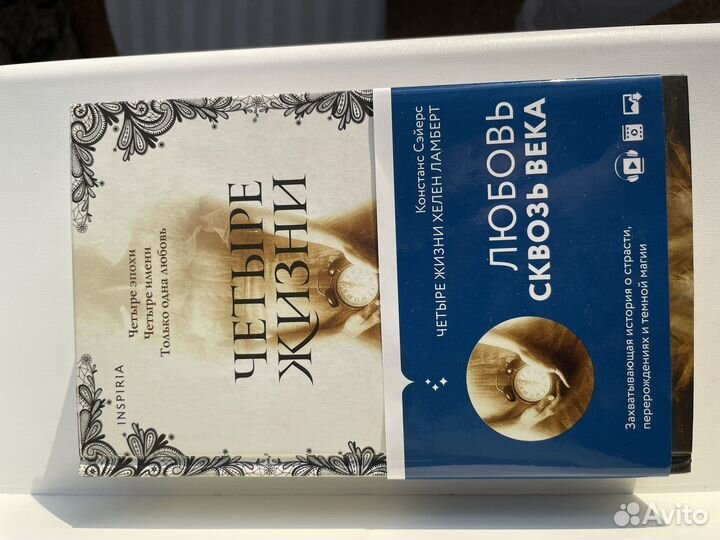 INSPIRIA
Четыре эпохи
Четыре имени
Только одна любовь
ЧЕТЫРЕ
ЖИЗНИ
Констанс Сэйерс
ЧЕТЫРЕ ЖИЗНИ ХЕЛЕН ЛАМБЕРТ
ЛЮБОВЬ
СКВОЗЬ ВЕКА
Захватывающая история о страсти,
перерождениях и темной магии
Avito